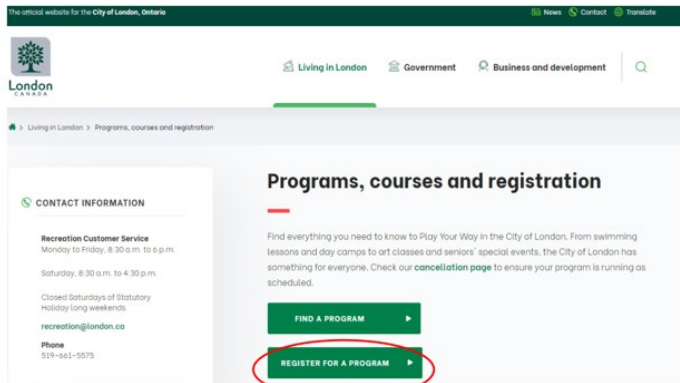 The official website for the City of London, Ontario
News Contact Translate
London
CANADA
Living in London Government Business and development
> Living in London > Programs, courses and registration
CONTACT INFORMATION
Recreation Customer Service
Monday to Friday, 8:30 a.m. to 6 p.m.
Saturday, 8:30 a.m. to 4:30 p.m.
Closed Saturdays of Statutory
Holiday long weekends.
recreation@london.ca
Phone
519-661-5575
Programs, courses and registration
Find everything you need to know to Play Your Way in the City of London. From swimming
lessons and day camps to art classes and seniors' special events, the City of London has
something for everyone. Check our cancellation page to ensure your program is running as
scheduled.
FIND A PROGRAM
REGISTER FOR A PROGRAM